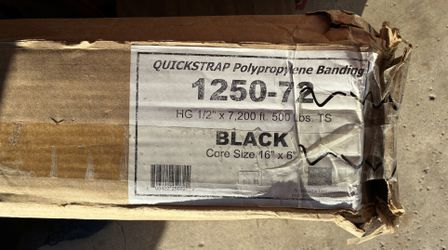 QUICKSTRAP Polypropylene Banding
1250-72
HG 1/2" x 7,200 ft. 500 Lbs. TS
BLACK
Core Size 16" x 6"